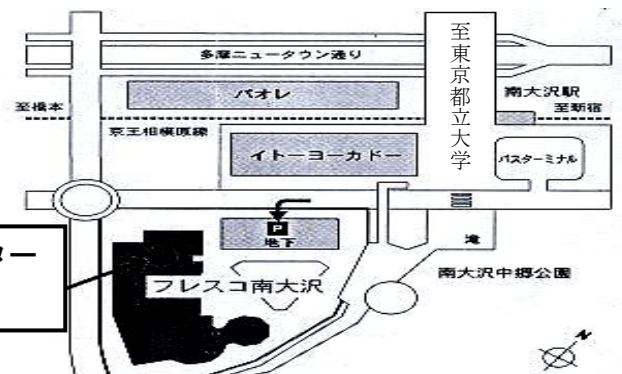 多摩ニュータウン通り
至東京都立大学
パオレ
南大沢駅
至橋本
至新宿
京王相模原線
イトーヨーカドー
バスターミナル
P
地下
ター
滝
フレスコ南大沢
南大沢中郷公園
N